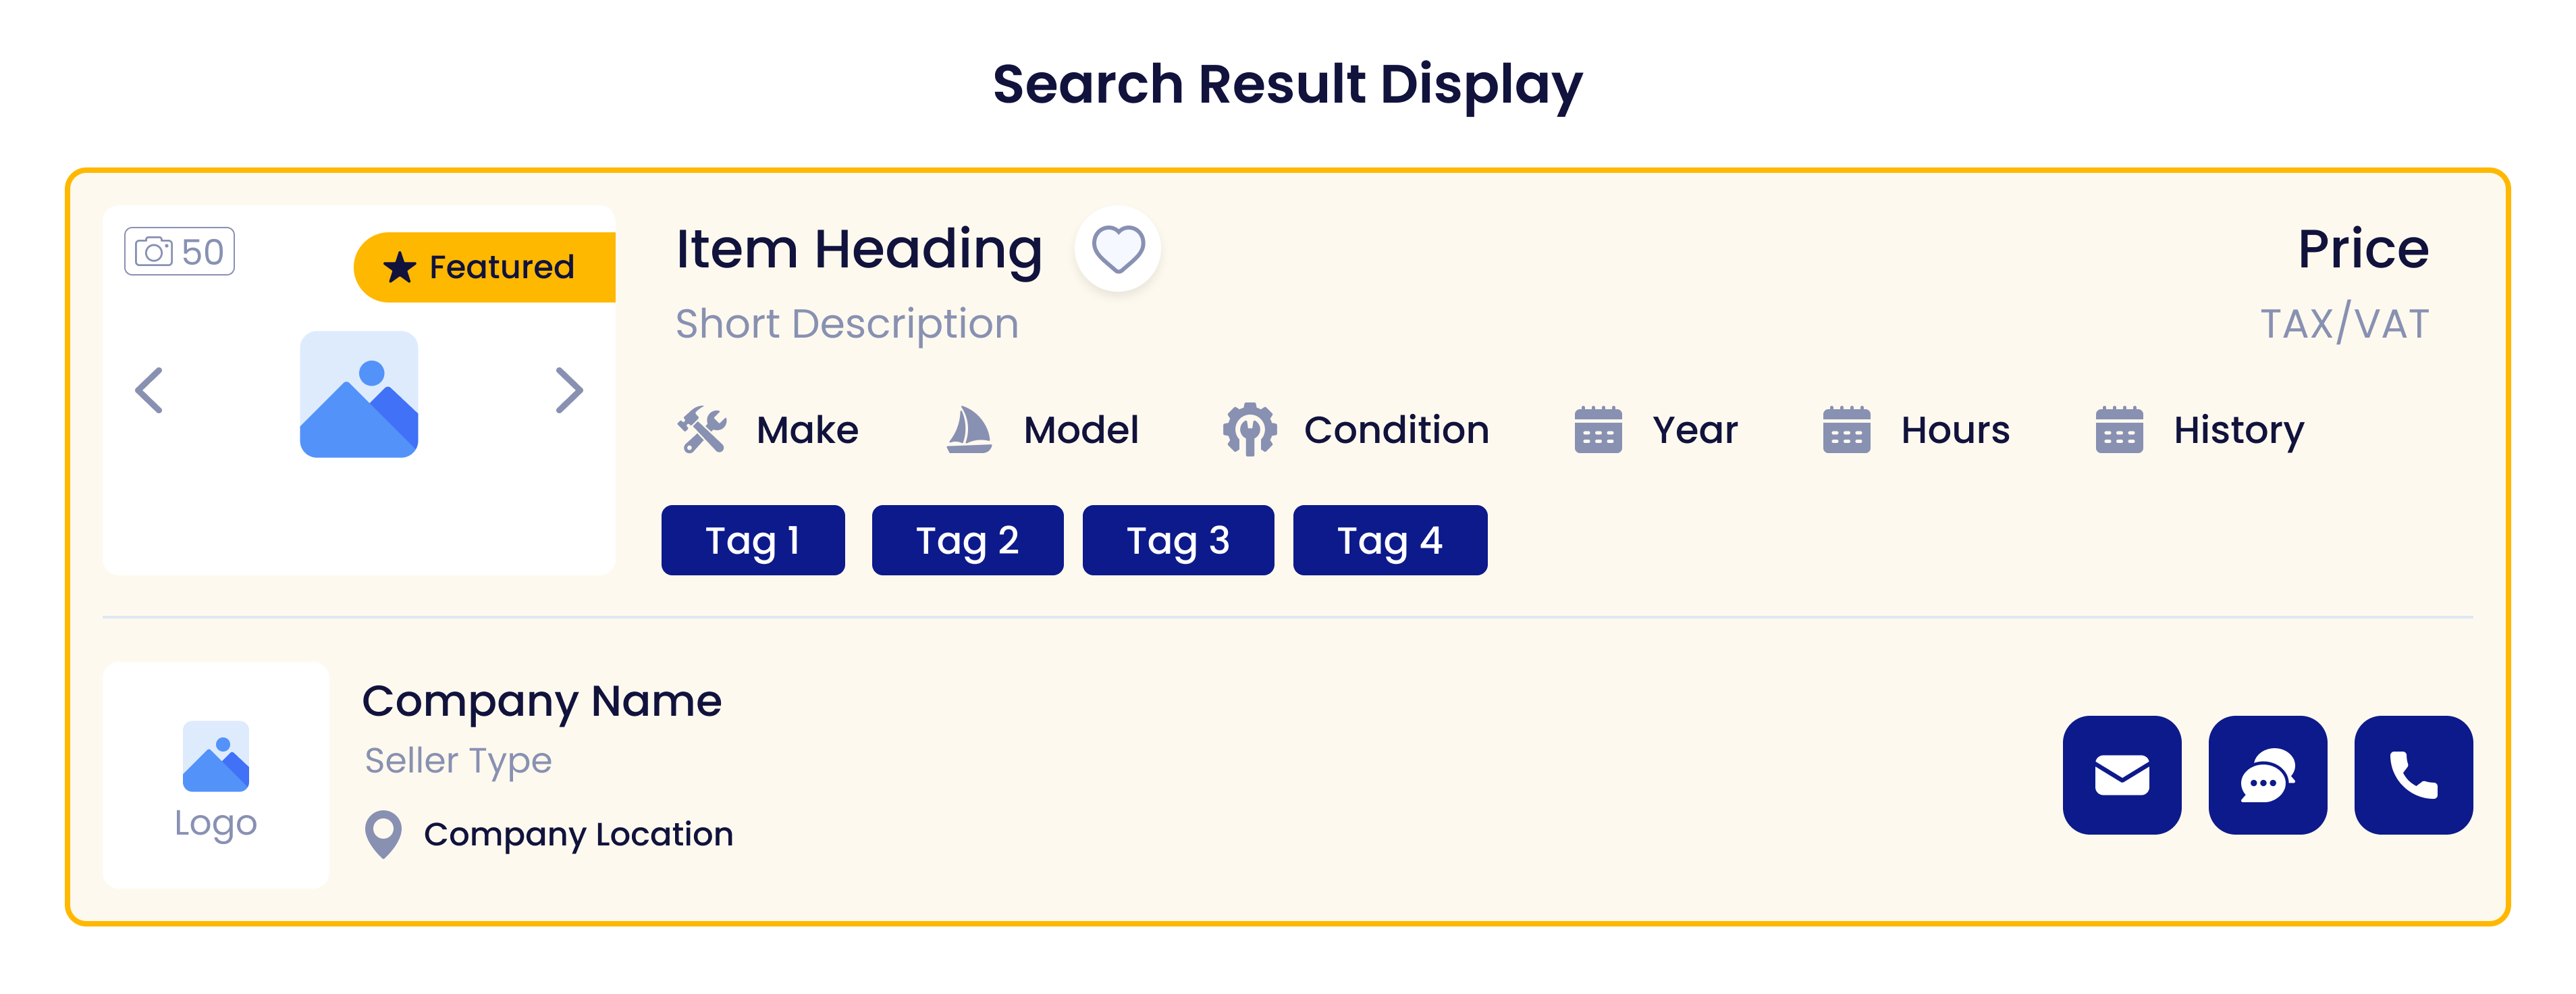 Search Result Display
50
Featured
Item Heading
Price
Short Description
TAX/VAT
Make Model Condition Year Hours History
Tag 1 Tag 2 Tag 3 Tag 4
Logo
Company Name
Seller Type
Company Location